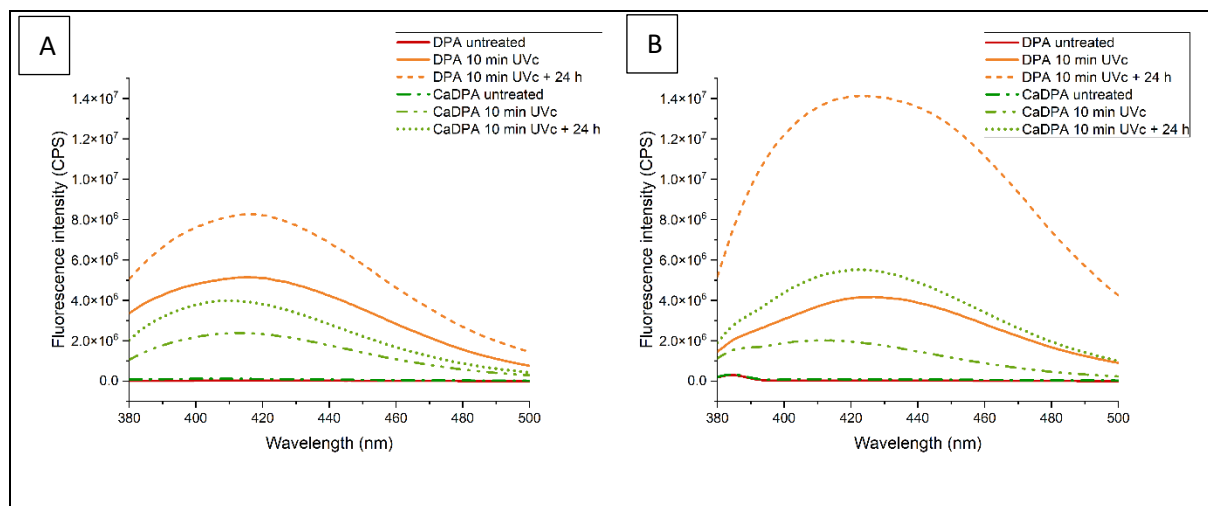 A
DPA untreated
DPA 10 min UVc
DPA 10 min UVc + 24 h
CaDPA untreated
CaDPA 10 min UVc
CaDPA 10 min UVc + 24 h
Fluorescence intensity (CPS)
1.4×10⁷
1.2×10⁷
1.0×10⁷
8.0×10⁶
6.0×10⁶
4.0×10⁶
2.0×10⁶
0.0
380 400 420 440 460 480 500
Wavelength (nm)
B
DPA untreated
DPA 10 min UVc
DPA 10 min UVc + 24 h
CaDPA untreated
CaDPA 10 min UVc
CaDPA 10 min UVc + 24 h
Fluorescence intensity (CPS)
1.4×10⁷
1.2×10⁷
1.0×10⁷
8.0×10⁶
6.0×10⁶
4.0×10⁶
2.0×10⁶
0.0
380 400 420 440 460 480 500
Wavelength (nm)